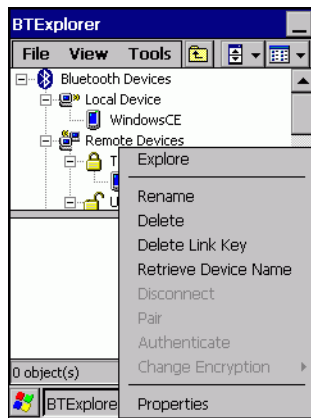 BTExplorer
File View Tools
Bluetooth Devices
Local Device
WindowsCE
Remote Devices
T
U
Explore
Rename
Delete
Delete Link Key
Retrieve Device Name
Disconnect
Pair
Authenticate
Change Encryption
Properties
0 object(s)
BTExplore